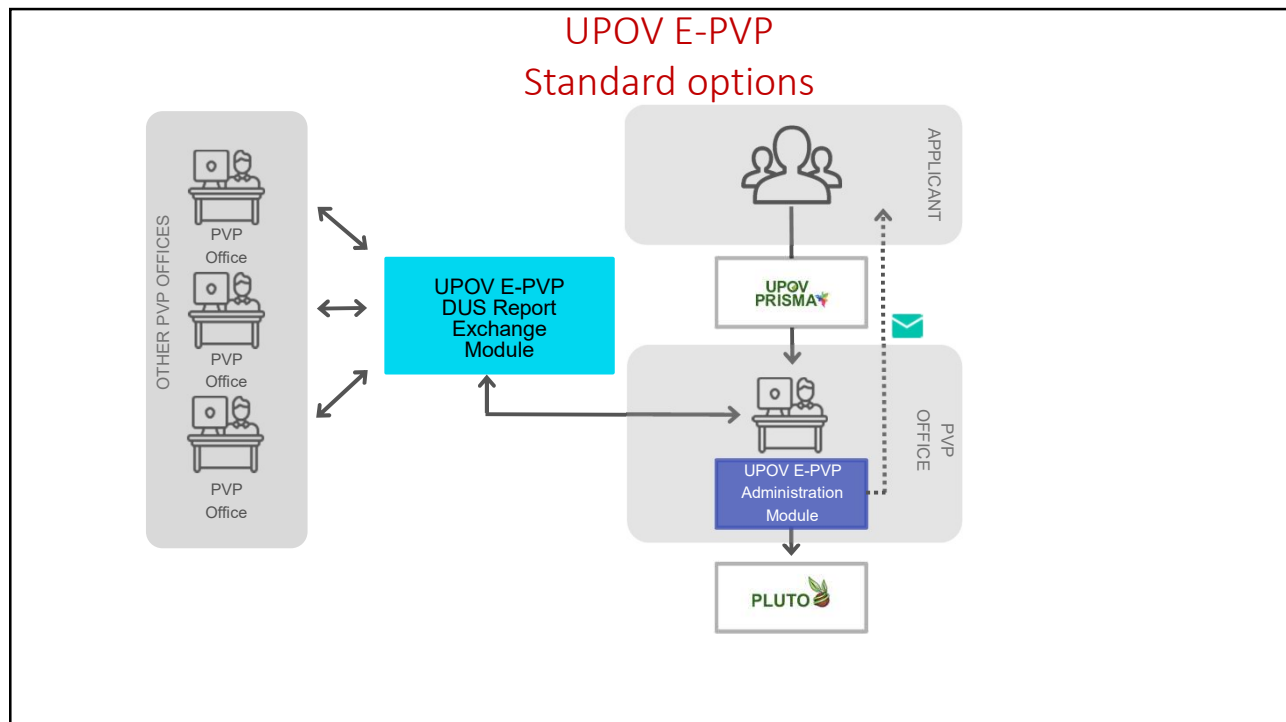 UPOV E-PVP
Standard options
OTHER PVP OFFICES
PVP
Office
PVP
Office
PVP
Office
UPOV E-PVP
DUS Report
Exchange
Module
APPLICANT
UPOV
PRISMA
PVP
OFFICE
UPOV E-PVP
Administration
Module
PLUTO